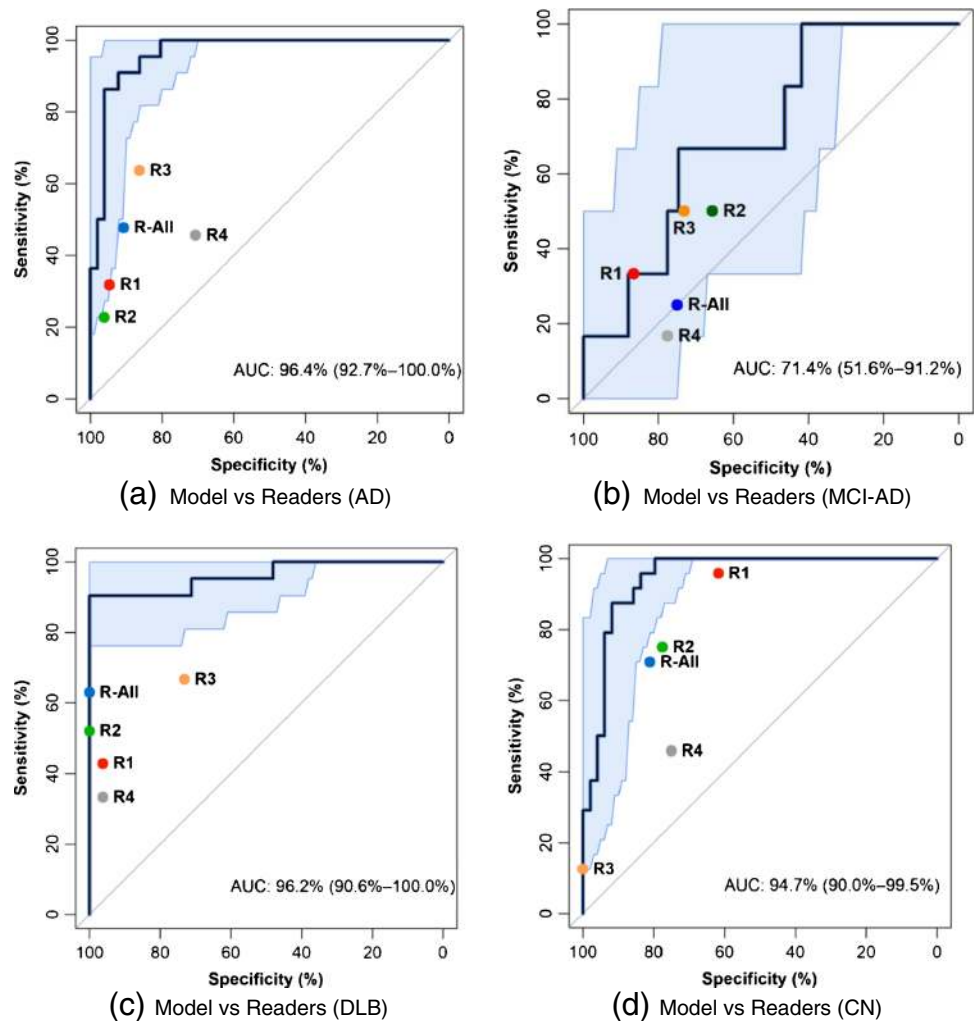 100
80
60
40
20
0
Sensitivity (%)
R3
R-All
R4
R1
R2
AUC: 96.4% (92.7%–100.0%)
100 80 60 40 20 0
Specificity (%)
(a) Model vs Readers (AD)
100
80
60
40
20
0
Sensitivity (%)
R2
R3
R1
R-All
R4
AUC: 71.4% (51.6%–91.2%)
100 80 60 40 20 0
Specificity (%)
(b) Model vs Readers (MCI-AD)
100
80
60
40
20
0
Sensitivity (%)
R-All
R3
R2
R1
R4
AUC: 96.2% (90.6%–100.0%)
100 80 60 40 20 0
Specificity (%)
(c) Model vs Readers (DLB)
100
80
60
40
20
0
Sensitivity (%)
R1
R2
R-All
R4
R3
AUC: 94.7% (90.0%–99.5%)
100 80 60 40 20 0
Specificity (%)
(d) Model vs Readers (CN)